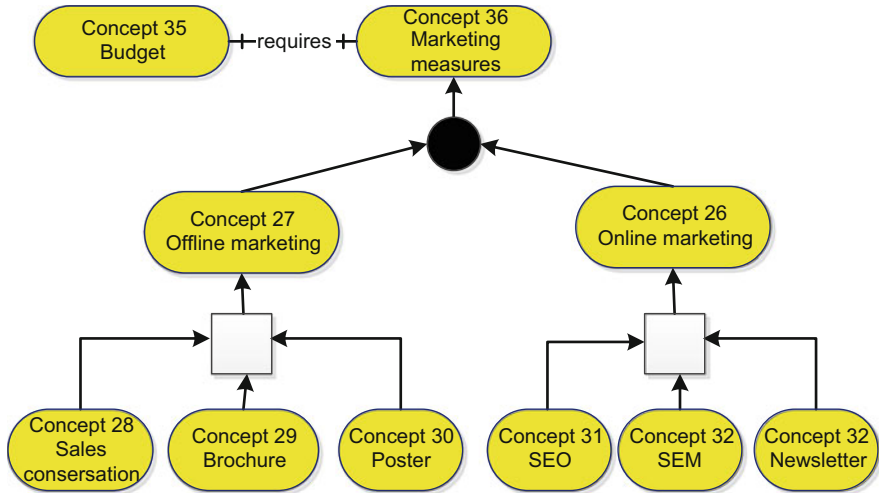 Concept 35
Budget
requires
Concept 36
Marketing
measures
Concept 27
Offline marketing
Concept 26
Online marketing
Concept 28
Sales
consersation
Concept 29
Brochure
Concept 30
Poster
Concept 31
SEO
Concept 32
SEM
Concept 32
Newsletter